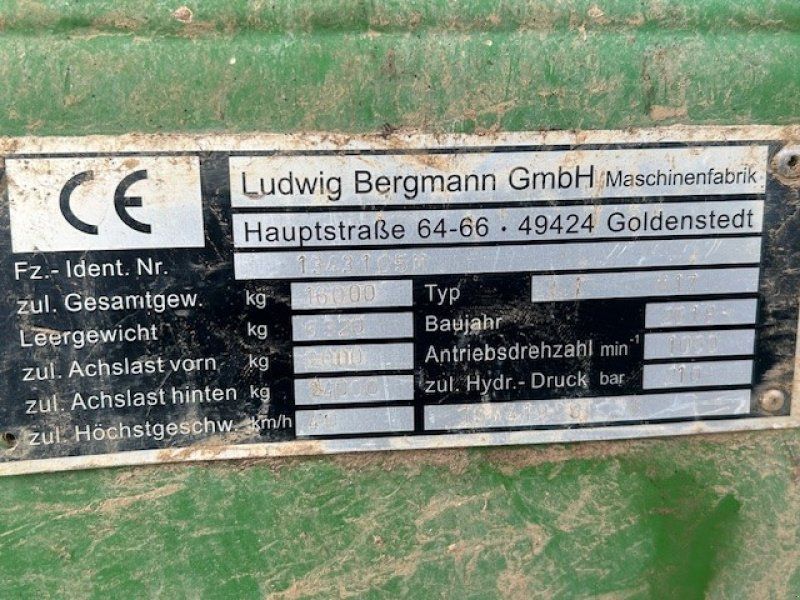 CE
Ludwig Bergmann GmbH Maschinenfabrik
Hauptstraße 64-66 · 49424 Goldenstedt
Fz.- Ident. Nr.
zul. Gesamtgew. kg 16000 Typ
Leergewicht kg Baujahr
zul. Achslast vorn kg Antriebsdrehzahl min⁻¹ 1000
zul. Achslast hinten kg zul. Hydr.- Druck bar
zul. Höchstgeschw. km/h